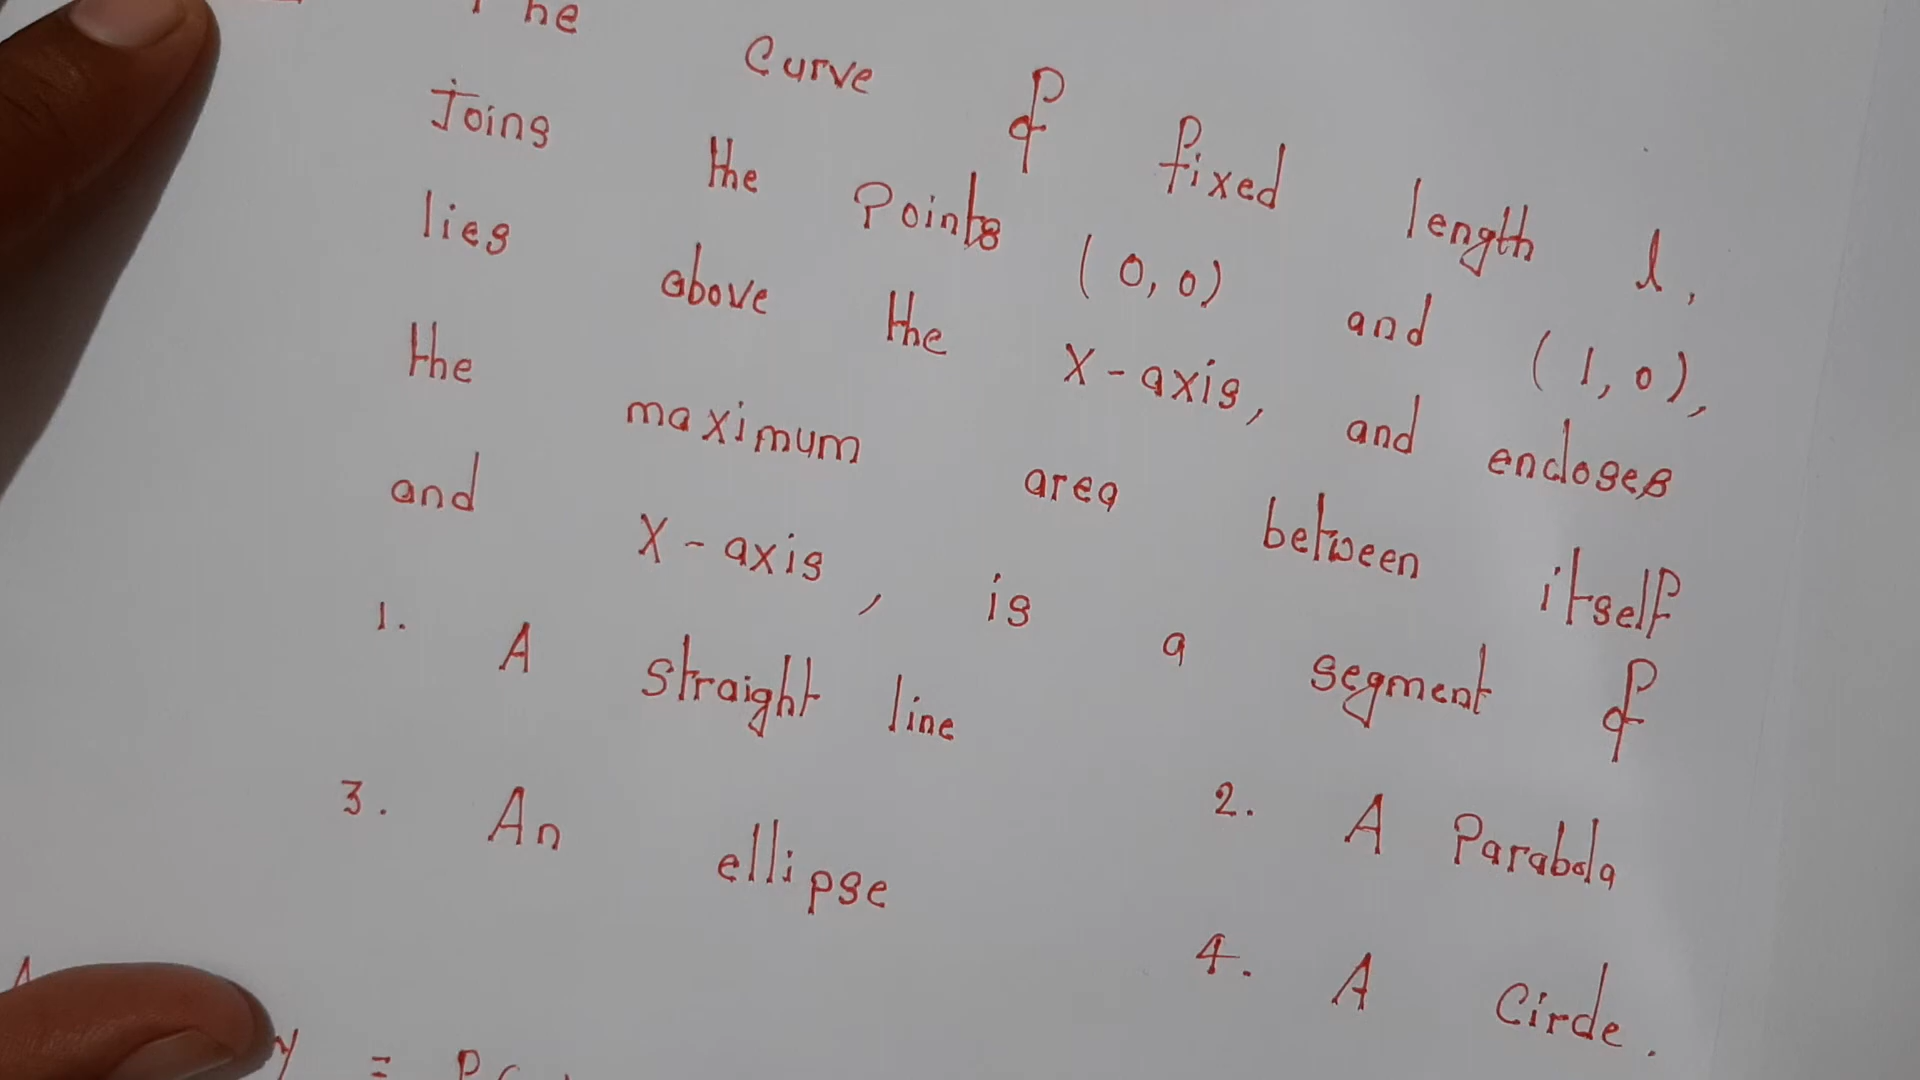 The Curve of fixed length l,
Joins the Points (0,0) and (1,0),
lies above the X-axis, and encloses
the maximum area between itself
and X-axis, is a segment of
1. A straight line
2. A Parabola
3. An ellipse
4. A Circle.
y =